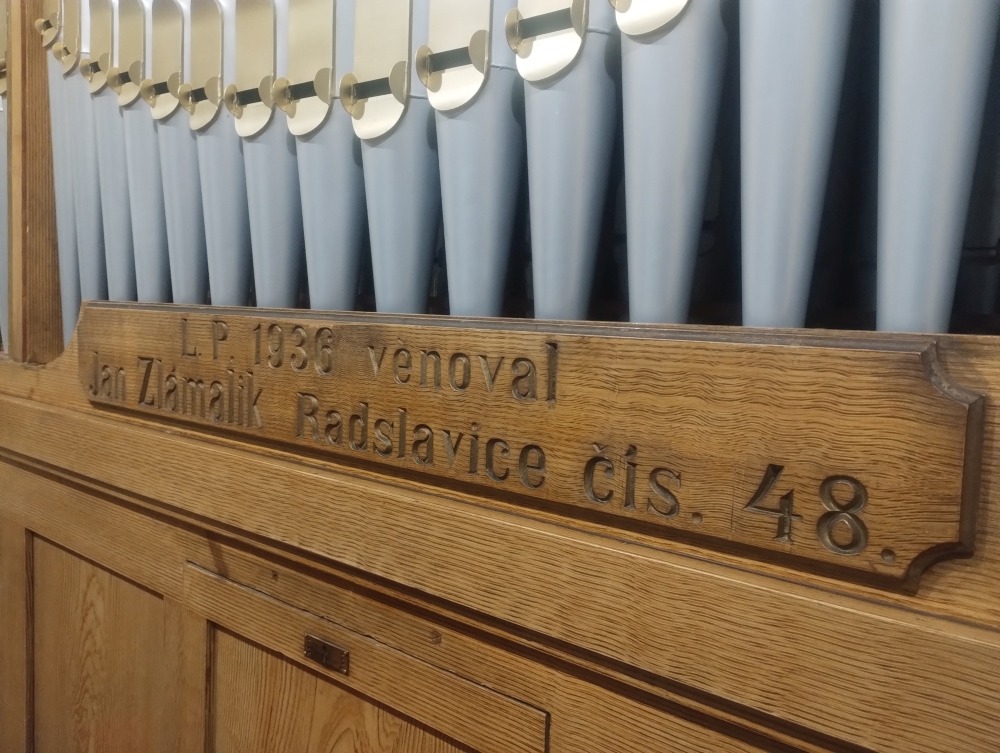 L. P. 1936 věnoval
Jan Zlámalík Radslavice čís. 48.